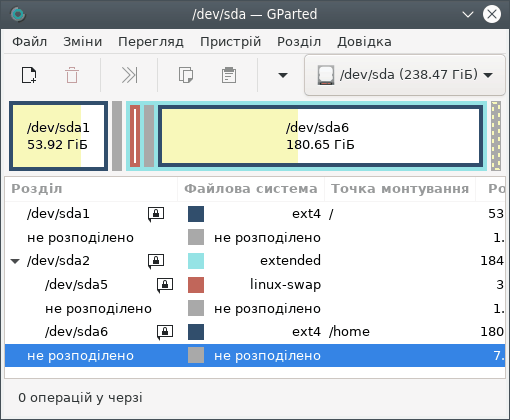 /dev/sda — GParted
Файл Зміни Перегляд Пристрій Розділ Довідка
/dev/sda (238.47 ГіБ)
/dev/sda1
53.92 ГіБ
/dev/sda6
180.65 ГіБ
Розділ Файлова система Точка монтування Ро
/dev/sda1 ext4 / 53
не розподілено не розподілено 1.
/dev/sda2 extended 184
/dev/sda5 linux-swap 3
не розподілено не розподілено 1.
/dev/sda6 ext4 /home 180
не розподілено не розподілено 7.
0 операцій у черзі